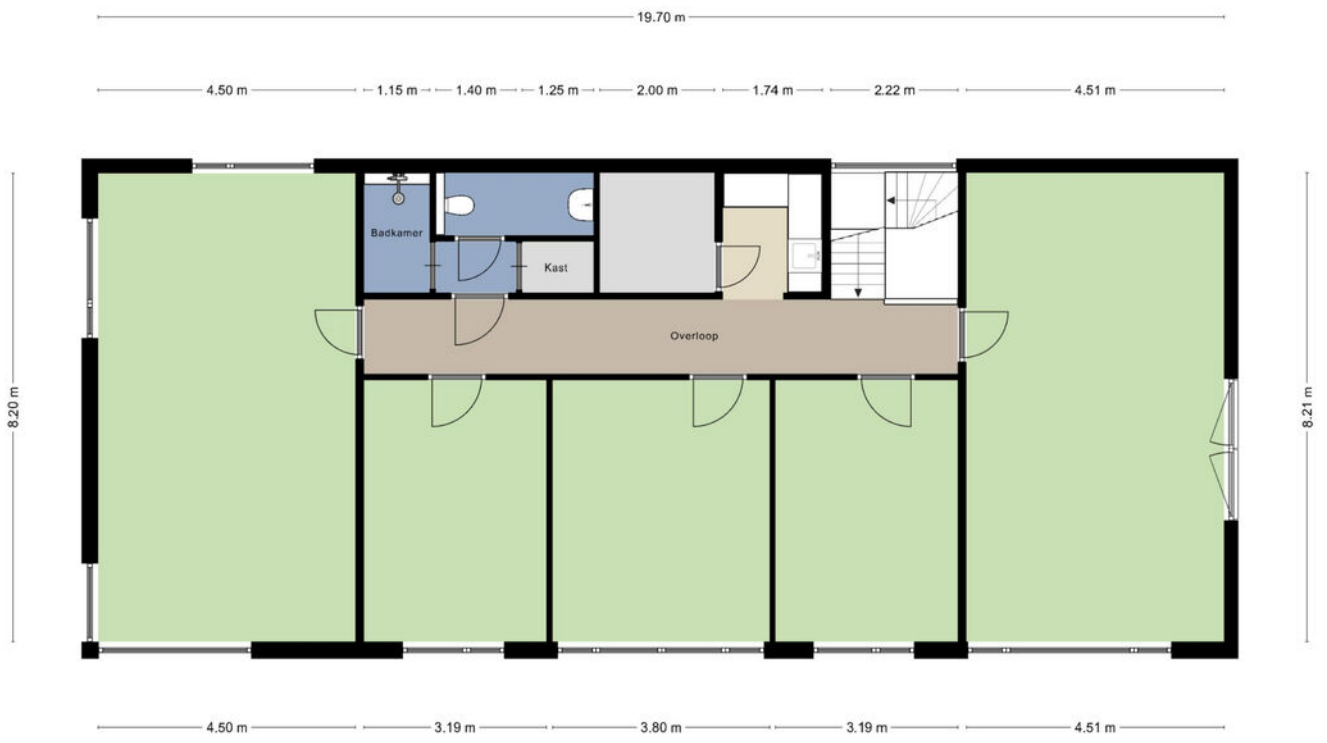 19.70 m
4.50 m
1.15 m
1.40 m
1.25 m
2.00 m
1.74 m
2.22 m
4.51 m
Badkamer
Kast
Overloop
8.20 m
8.21 m
4.50 m
3.19 m
3.80 m
3.19 m
4.51 m